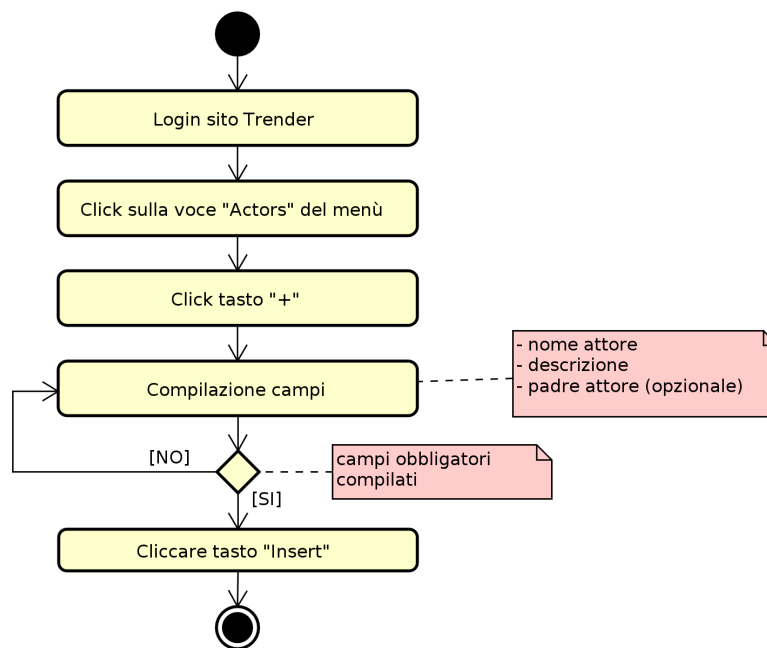 Login sito Trender
Click sulla voce "Actors" del menù
Click tasto "+"
- nome attore
- descrizione
- padre attore (opzionale)
Compilazione campi
[NO]
campi obbligatori
compilati
[SI]
Cliccare tasto "Insert"